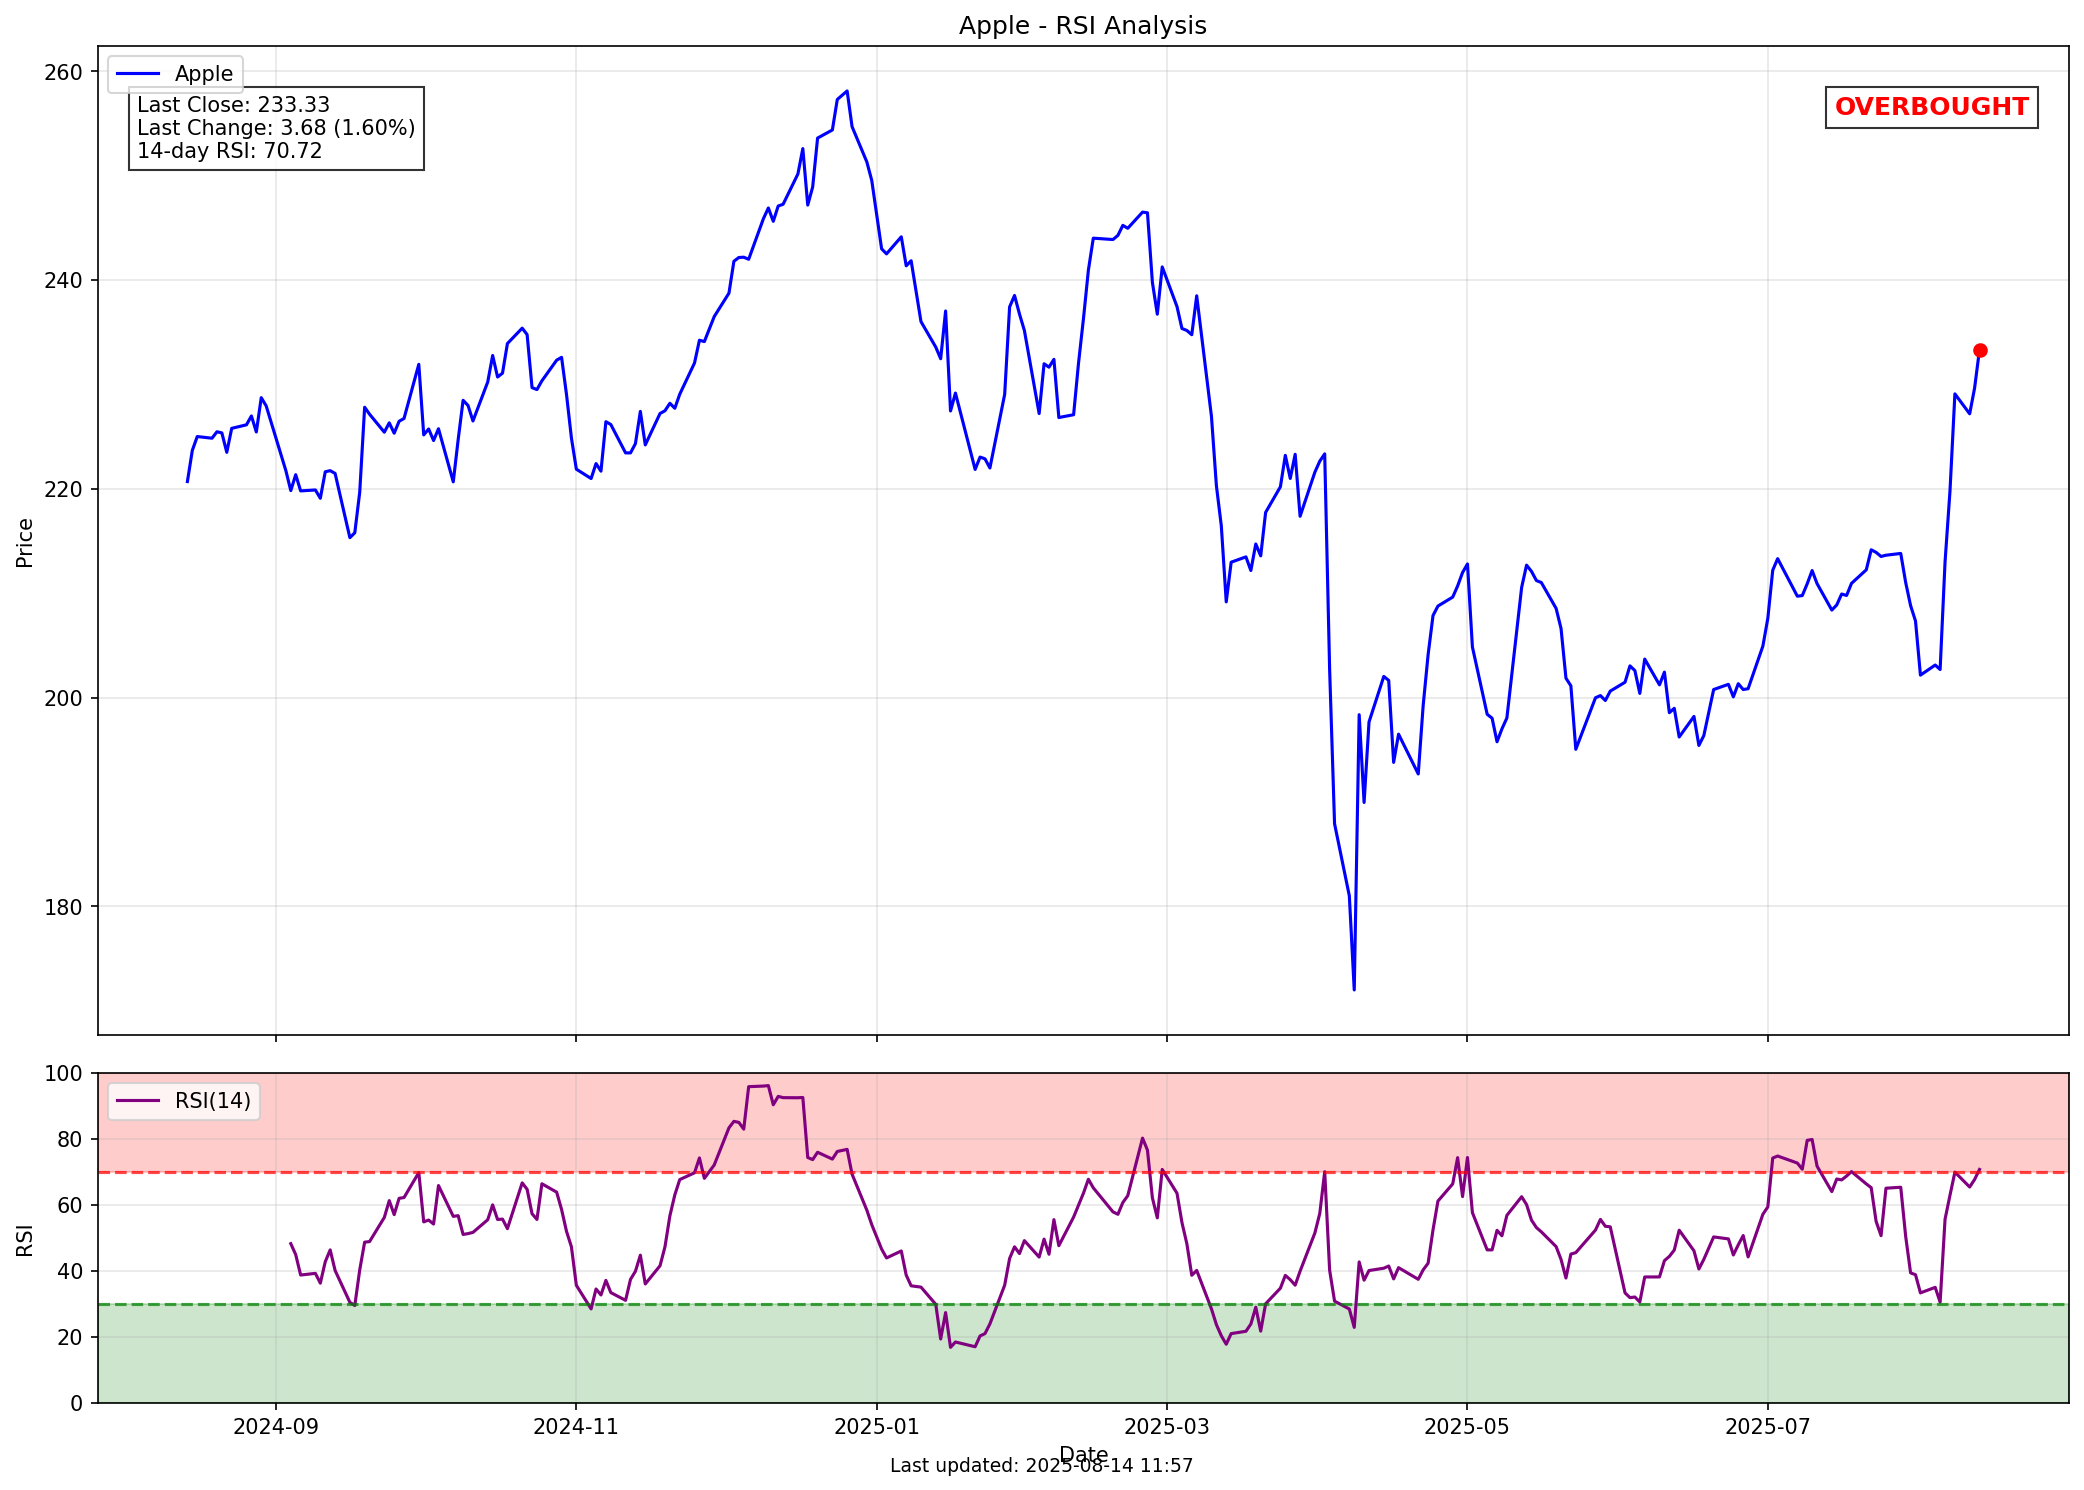 Apple - RSI Analysis
Apple
Last Close: 233.33
Last Change: 3.68 (1.60%)
14-day RSI: 70.72
OVERBOUGHT
260
240
220
200
180
Price
RSI(14)
100
80
60
40
20
0
RSI
2024-09 2024-11 2025-01 2025-03 2025-05 2025-07
Date
Last updated: 2025-08-14 11:57